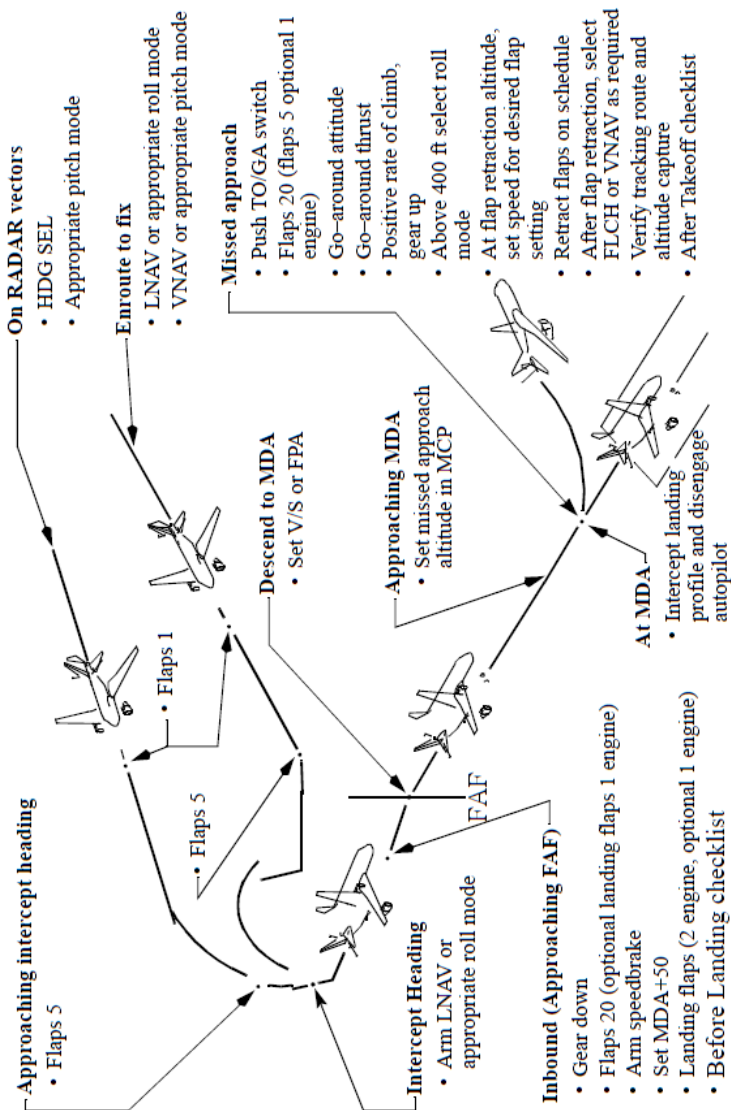 On RADAR vectors
• HDG SEL
• Appropriate pitch mode
Enroute to fix
• LNAV or appropriate roll mode
• VNAV or appropriate pitch mode
Approaching intercept heading
• Flaps 5
• Flaps 1
• Flaps 5
Intercept Heading
• Arm LNAV or
appropriate roll mode
Inbound (Approaching FAF)
• Gear down
• Flaps 20 (optional landing flaps 1 engine)
• Arm speedbrake
• Set MDA+50
• Landing flaps (2 engine, optional 1 engine)
• Before Landing checklist
FAF
Descend to MDA
• Set V/S or FPA
Approaching MDA
• Set missed approach
altitude in MCP
At MDA
• Intercept landing
profile and disengage
autopilot
Missed approach
• Push TO/GA switch
• Flaps 20 (flaps 5 optional 1
engine)
• Go–around attitude
• Go–around thrust
• Positive rate of climb,
gear up
• Above 400 ft select roll
mode
• At flap retraction altitude,
set speed for desired flap
setting
• Retract flaps on schedule
• After flap retraction, select
FLCH or VNAV as required
• Verify tracking route and
altitude capture
• After Takeoff checklist